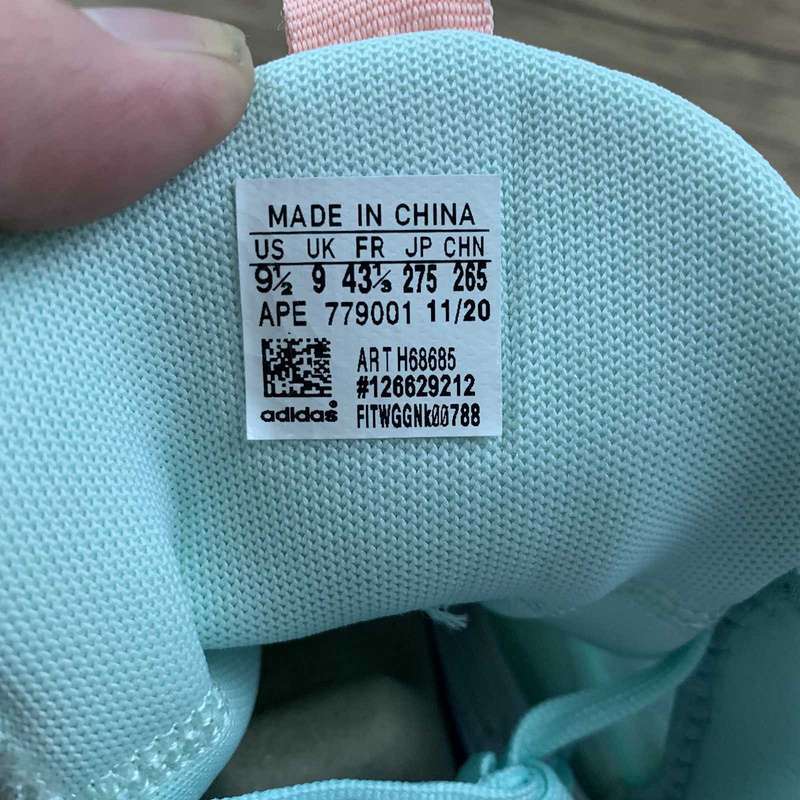 MADE IN CHINA
US UK FR JP CHN
9½ 9 43⅓ 275 265
APE 779001 11/20
ART H68685
#126629212
adidas® FITWGGNk00788